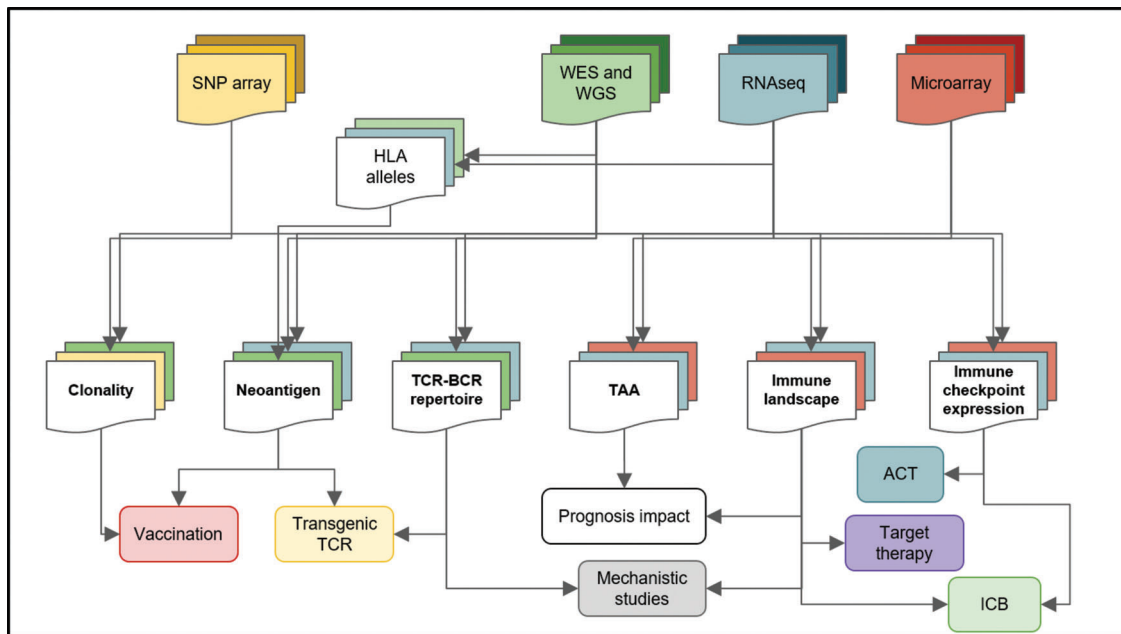 SNP array
WES and
WGS
RNAseq
Microarray
HLA
alleles
Clonality
Neoantigen
TCR-BCR
repertoire
TAA
Immune
landscape
Immune
checkpoint
expression
ACT
Vaccination
Transgenic
TCR
Prognosis impact
Target
therapy
Mechanistic
studies
ICB